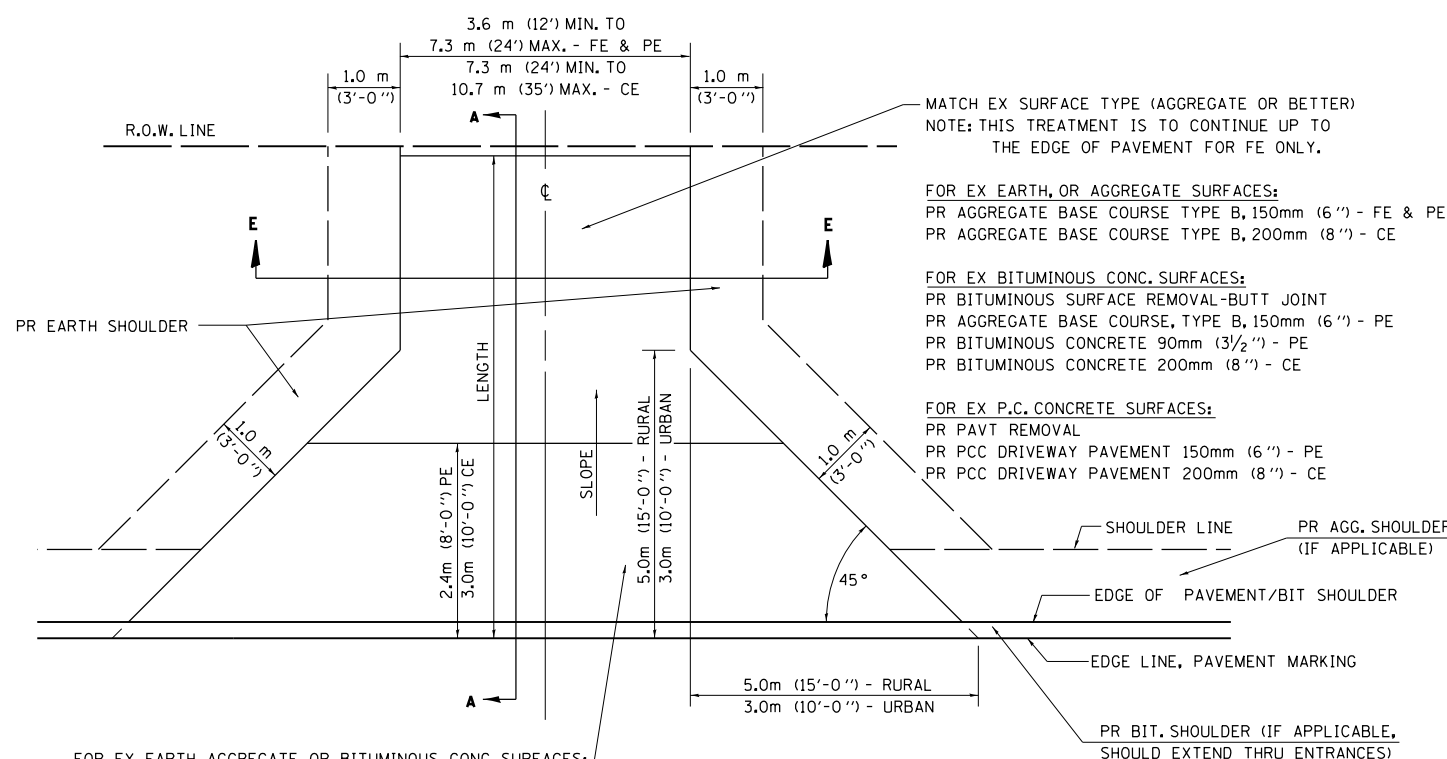 3.6 m (12') MIN. TO
7.3 m (24') MAX. - FE & PE
7.3 m (24') MIN. TO
10.7 m (35') MAX. - CE
1.0 m
(3'-0'')
1.0 m
(3'-0'')
A
R.O.W. LINE
MATCH EX SURFACE TYPE (AGGREGATE OR BETTER)
NOTE: THIS TREATMENT IS TO CONTINUE UP TO
THE EDGE OF PAVEMENT FOR FE ONLY.
℄
FOR EX EARTH, OR AGGREGATE SURFACES:
PR AGGREGATE BASE COURSE TYPE B, 150mm (6'') - FE & PE
PR AGGREGATE BASE COURSE TYPE B, 200mm (8'') - CE
E
E
FOR EX BITUMINOUS CONC. SURFACES:
PR BITUMINOUS SURFACE REMOVAL-BUTT JOINT
PR AGGREGATE BASE COURSE, TYPE B, 150mm (6'') - PE
PR BITUMINOUS CONCRETE 90mm (3½'') - PE
PR BITUMINOUS CONCRETE 200mm (8'') - CE
PR EARTH SHOULDER
LENGTH
FOR EX P.C. CONCRETE SURFACES:
PR PAVT REMOVAL
PR PCC DRIVEWAY PAVEMENT 150mm (6'') - PE
PR PCC DRIVEWAY PAVEMENT 200mm (8'') - CE
1.0 m
(3'-0'')
1.0 m
(3'-0'')
SLOPE
5.0m (15'-0'') - RURAL
3.0m (10'-0'') - URBAN
2.4m (8'-0'') PE
3.0m (10'-0'') CE
45°
SHOULDER LINE
PR AGG. SHOULDER
(IF APPLICABLE)
EDGE OF PAVEMENT/BIT SHOULDER
EDGE LINE, PAVEMENT MARKING
5.0m (15'-0'') - RURAL
3.0m (10'-0'') - URBAN
A
PR BIT. SHOULDER (IF APPLICABLE,
SHOULD EXTEND THRU ENTRANCES)
FOR EX EARTH, AGGREGATE OR BITUMINOUS CONC. SURFACES: